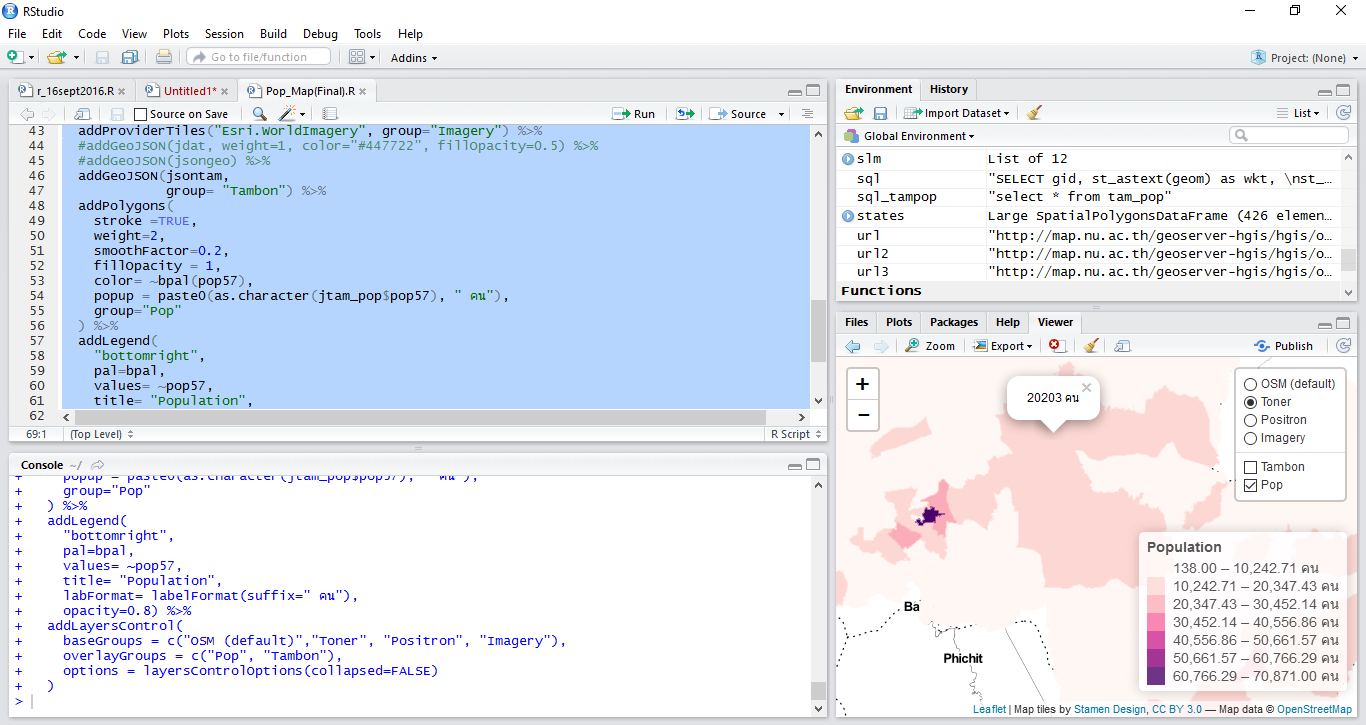 RStudio
File Edit Code View Plots Session Build Debug Tools Help
Go to file/function Addins Project: (None)
r_16sept2016.R Untitled1* Pop_Map(Final).R
Source on Save Run Source
43 addProviderTiles("Esri.WorldImagery", group="Imagery") %>%
44 #addGeoJSON(jdat, weight=1, color="#447722", fillOpacity=0.5) %>%
45 #addGeoJSON(jsongeo) %>%
46 addGeoJSON(jsontam,
47 group= "Tambon") %>%
48 addPolygons(
49 stroke =TRUE,
50 weight=2,
51 smoothFactor=0.2,
52 fillOpacity = 1,
53 color= ~bpal(pop57),
54 popup = paste0(as.character(jtam_pop$pop57), " คน"),
55 group="Pop"
56 ) %>%
57 addLegend(
58 "bottomright",
59 pal=bpal,
60 values= ~pop57,
61 title= "Population",
62
69:1 (Top Level) R Script
Console ~/
+ popup = paste0(as.character(jtam_pop$pop57), " คน"),
+ group="Pop"
+ ) %>%
+ addLegend(
+ "bottomright",
+ pal=bpal,
+ values= ~pop57,
+ title= "Population",
+ labFormat= labelFormat(suffix=" คน"),
+ opacity=0.8) %>%
+ addLayersControl(
+ baseGroups = c("OSM (default)","Toner", "Positron", "Imagery"),
+ overlayGroups = c("Pop", "Tambon"),
+ options = layersControlOptions(collapsed=FALSE)
+ )
>
Environment History
Import Dataset List
Global Environment
slm List of 12
sql "SELECT gid, st_astext(geom) as wkt, \nst_…
sql_tampop "select * from tam_pop"
states Large SpatialPolygonsDataFrame (426 elemen…
url "http://map.nu.ac.th/geoserver-hgis/hgis/o…
url2 "http://map.nu.ac.th/geoserver-hgis/hgis/o…
url3 "http://map.nu.ac.th/geoserver-hgis/hgis/o…
Functions
Files Plots Packages Help Viewer
Zoom Export Publish
+
−
20203 คน ×
OSM (default)
Toner
Positron
Imagery
Tambon
Pop
Ba
Phichit
Population
138.00 – 10,242.71 คน
10,242.71 – 20,347.43 คน
20,347.43 – 30,452.14 คน
30,452.14 – 40,556.86 คน
40,556.86 – 50,661.57 คน
50,661.57 – 60,766.29 คน
60,766.29 – 70,871.00 คน
Leaflet | Map tiles by Stamen Design, CC BY 3.0 — Map data © OpenStreetMap